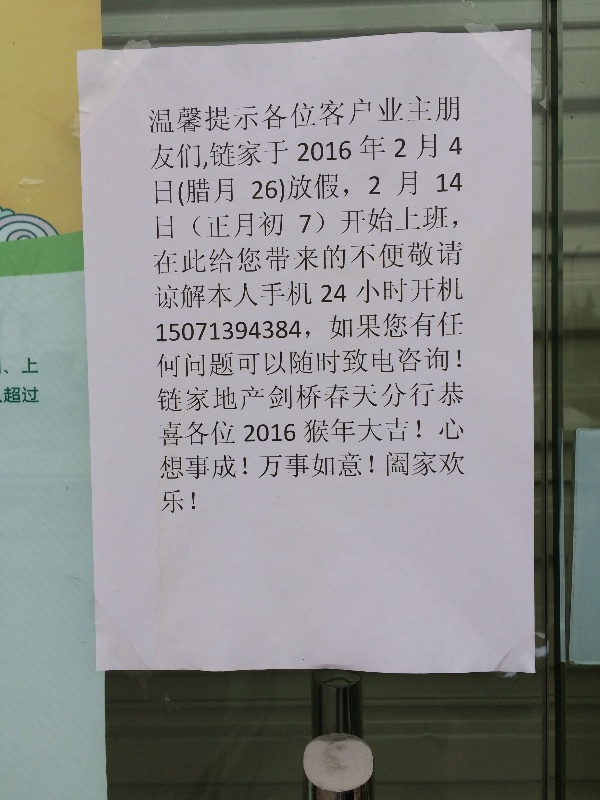 温馨提示各位客户业主朋
友们,链家于 2016 年 2 月 4
日(腊月 26)放假，2 月 14
日（正月初 7）开始上班，
在此给您带来的不便敬请
谅解本人手机 24 小时开机
15071394384，如果您有任
何问题可以随时致电咨询！
链家地产剑桥春天分行恭
喜各位 2016 猴年大吉！心
想事成！万事如意！阖家欢
乐！
、上
超过